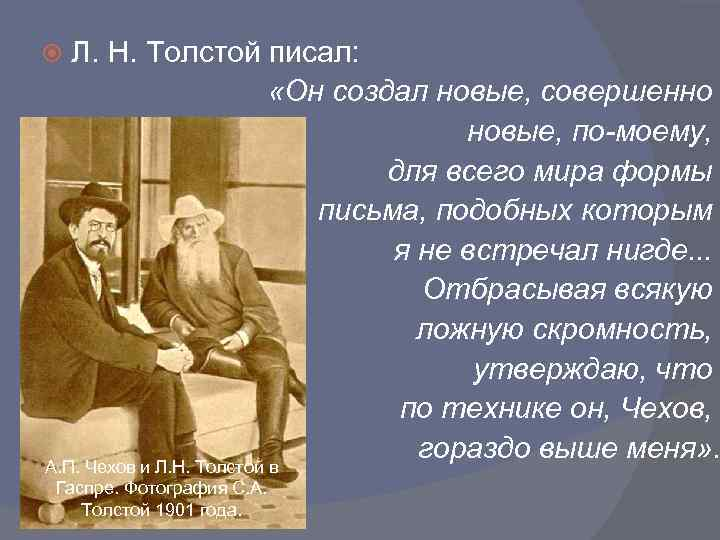 Л. Н. Толстой писал:
«Он создал новые, совершенно
новые, по-моему,
для всего мира формы
письма, подобных которым
я не встречал нигде...
Отбрасывая всякую
ложную скромность,
утверждаю, что
по технике он, Чехов,
гораздо выше меня».
А.П. Чехов и Л.Н. Толстой в
Гаспре. Фотография С.А.
Толстой 1901 года.